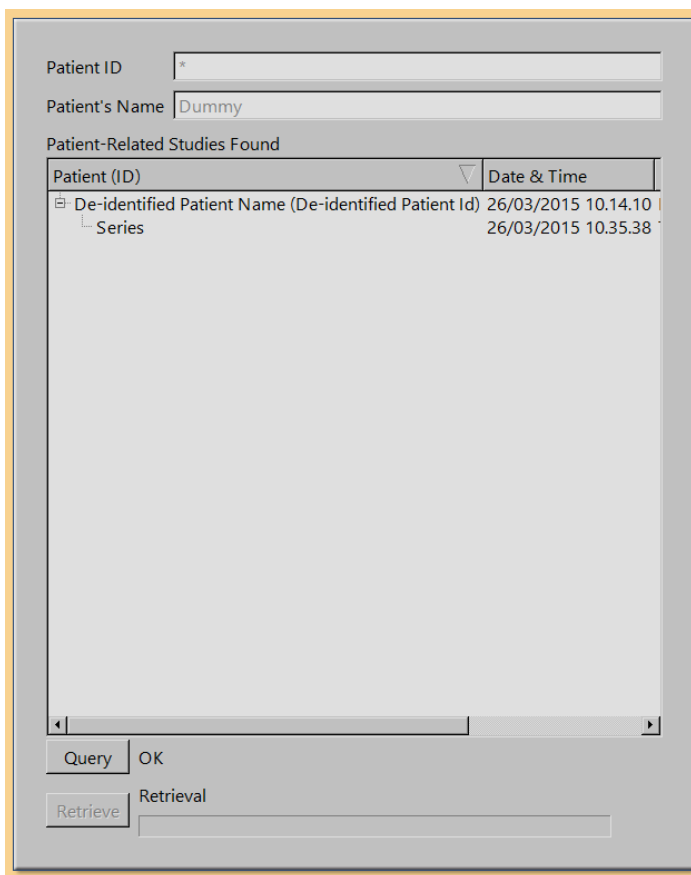 Patient ID *
Patient's Name Dummy
Patient-Related Studies Found
Patient (ID) Date & Time
De-identified Patient Name (De-identified Patient Id) 26/03/2015 10.14.10
Series 26/03/2015 10.35.38
Query OK
Retrieval
Retrieve